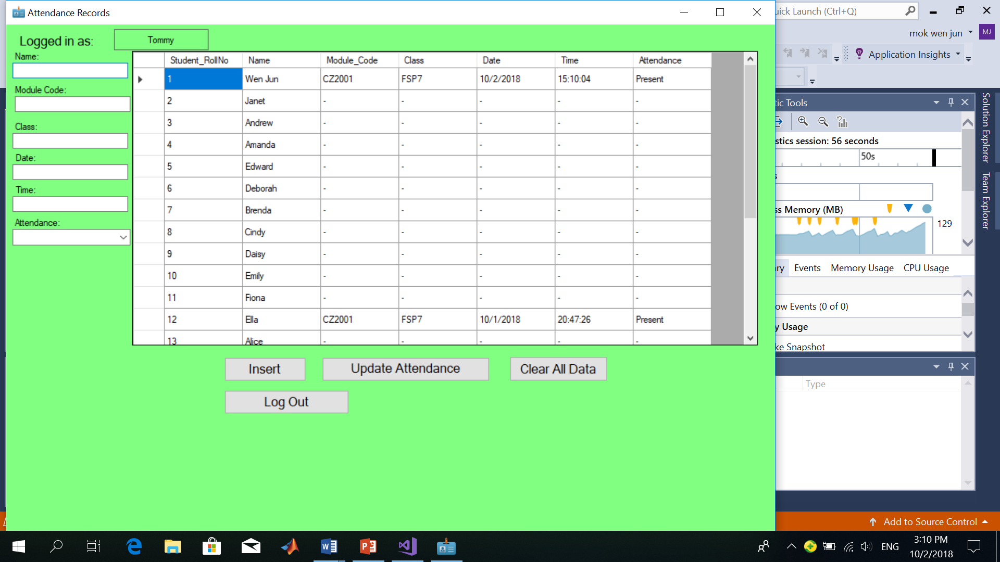 Attendance Records
Logged in as: Tommy
Name:
Module Code:
Class:
Date:
Time:
Attendance:
Student_RollNo Name Module_Code Class Date Time Attendance
1 Wen Jun CZ2001 FSP7 10/2/2018 15:10:04 Present
2 Janet - - - - -
3 Andrew - - - - -
4 Amanda - - - - -
5 Edward - - - - -
6 Deborah - - - - -
7 Brenda - - - - -
8 Cindy - - - - -
9 Daisy - - - - -
10 Emily - - - - -
11 Fiona - - - - -
12 Ella CZ2001 FSP7 10/1/2018 20:47:26 Present
13 Alice - - - - -
Insert Update Attendance Clear All Data
Log Out
uick Launch (Ctrl+Q)
mok wen jun MJ
Application Insights
tic Tools
stics session: 56 seconds
50s
s
ss Memory (MB)
129
ry Events Memory Usage CPU Usage
ow Events (0 of 0)
y Usage
ke Snapshot
Type
Solution Explorer
Team Explorer
Add to Source Control
ENG
3:10 PM
10/2/2018